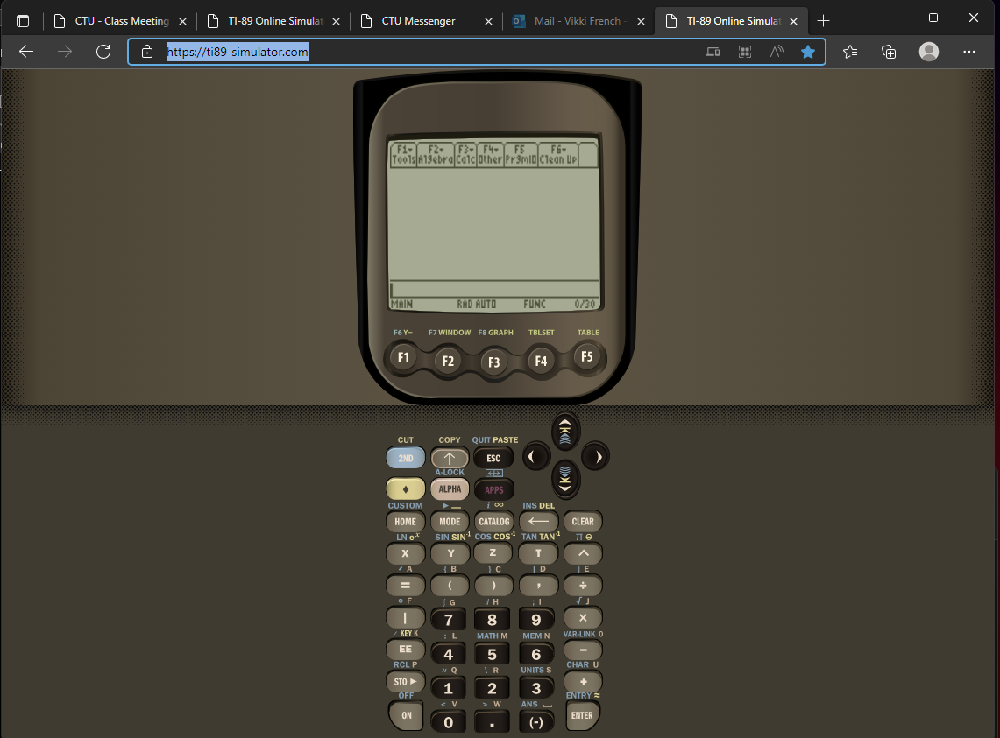 CTU - Class Meeting
TI-89 Online Simulat
CTU Messenger
Mail - Vikki French -
TI-89 Online Simulat
https://ti89-simulator.com
F1 F2 F3 F4 F5 F6
Tools Algebra Calc Other PrgmIO Clean Up
MAIN RAD AUTO FUNC 0/30
F6 Y= F7 WINDOW F8 GRAPH TBLSET TABLE
F1 F2 F3 F4 F5
CUT COPY QUIT PASTE
2ND ↑ ESC
A-LOCK
♦ ALPHA APPS
CUSTOM ► _ i ∞ INS DEL
HOME MODE CATALOG ← CLEAR
LN eˣ SIN SIN⁻¹ COS COS⁻¹ TAN TAN⁻¹ π θ
X Y Z T ^
′ A { B } C [ D ] E
= ( ) , ÷
° F ∫ G d H ; I √ J
| 7 8 9 ×
∠ KEY K : L MATH M MEM N VAR-LINK O
EE 4 5 6 −
RCL P " Q \ R UNITS S CHAR U
STO ► 1 2 3 +
OFF < V > W ANS ENTRY ≈
ON 0 . (-) ENTER